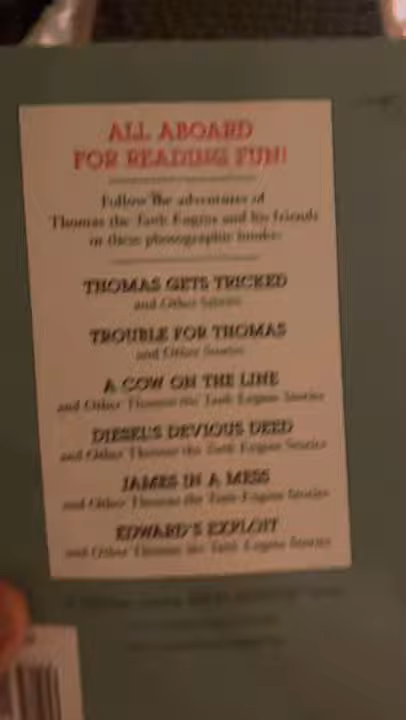 ALL ABOARD
FOR READING FUN!
Follow the adventures of
Thomas the Tank Engine and his friends
in these photographic books:
THOMAS GETS TRICKED
and Other Stories
TROUBLE FOR THOMAS
and Other Stories
A COW ON THE LINE
and Other Thomas the Tank Engine Stories
DIESEL'S DEVIOUS DEED
and Other Thomas the Tank Engine Stories
JAMES IN A MESS
and Other Thomas the Tank Engine Stories
EDWARD'S EXPLOIT
and Other Thomas the Tank Engine Stories